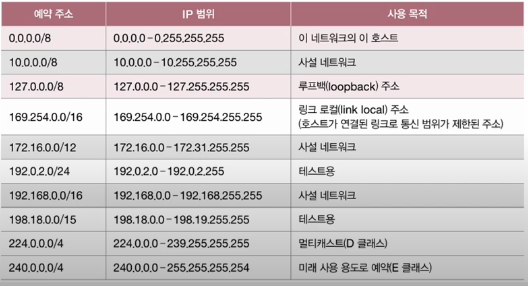 예약 주소 IP 범위 사용 목적
0.0.0.0/8 0.0.0.0 – 0.255.255.255 이 네트워크의 이 호스트
10.0.0.0/8 10.0.0.0 – 10.255.255.255 사설 네트워크
127.0.0.0/8 127.0.0.0 – 127.255.255.255 루프백(loopback) 주소
169.254.0.0/16 169.254.0.0 – 169.254.255.255 링크 로컬(link local) 주소
(호스트가 연결된 링크로 통신 범위가 제한된 주소)
172.16.0.0/12 172.16.0.0 – 172.31.255.255 사설 네트워크
192.0.2.0/24 192.0.2.0 – 192.0.2.255 테스트용
192.168.0.0/16 192.168.0.0 – 192.168.255.255 사설 네트워크
198.18.0.0/15 198.18.0.0 – 198.19.255.255 테스트용
224.0.0.0/4 224.0.0.0 – 239.255.255.255 멀티캐스트(D 클래스)
240.0.0.0/4 240.0.0.0 – 255.255.255.254 미래 사용 용도로 예약(E 클래스)